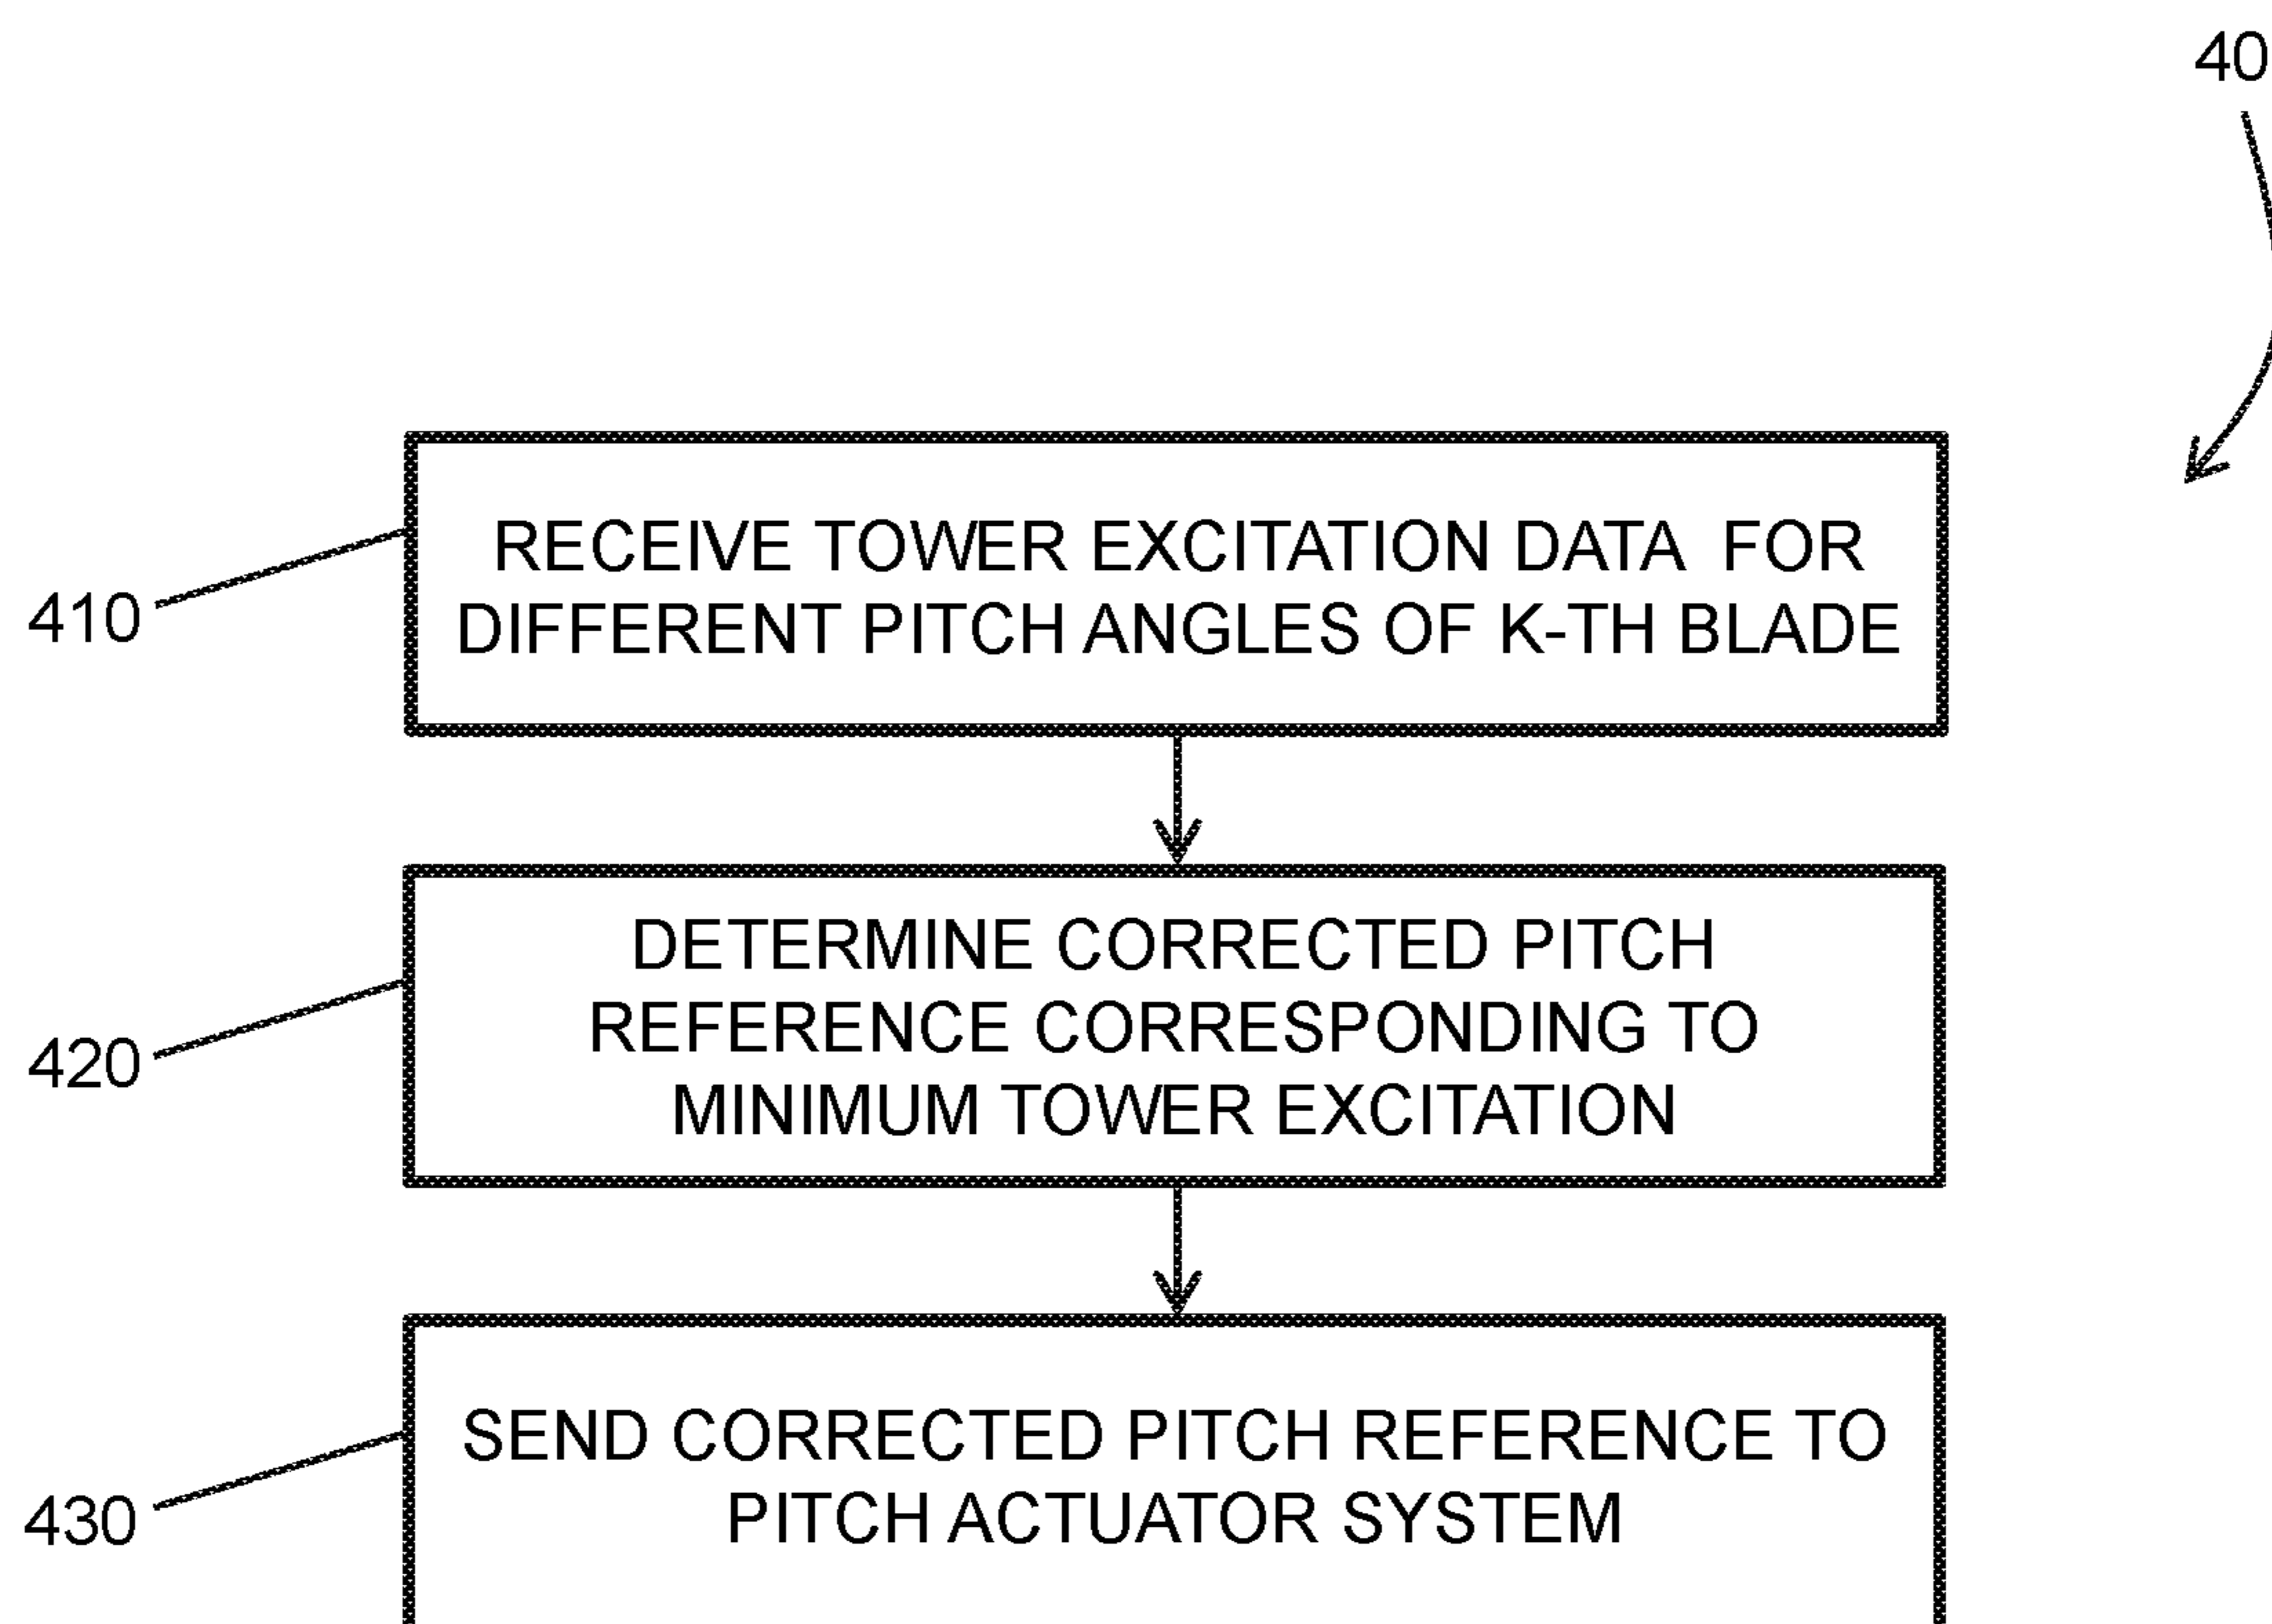 40
RECEIVE TOWER EXCITATION DATA FOR
DIFFERENT PITCH ANGLES OF K-TH BLADE
410
DETERMINE CORRECTED PITCH
REFERENCE CORRESPONDING TO
MINIMUM TOWER EXCITATION
420
SEND CORRECTED PITCH REFERENCE TO
PITCH ACTUATOR SYSTEM
430